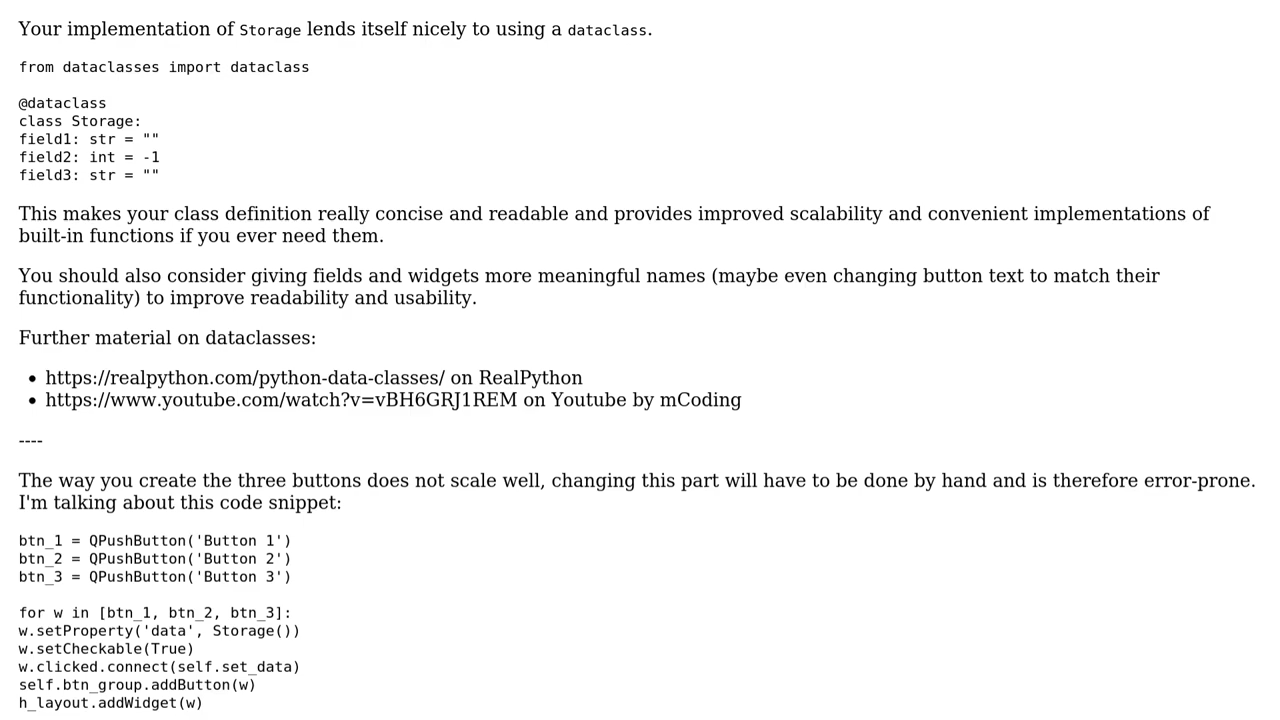 Your implementation of Storage lends itself nicely to using a dataclass.
from dataclasses import dataclass
@dataclass
class Storage:
field1: str = ""
field2: int = -1
field3: str = ""
This makes your class definition really concise and readable and provides improved scalability and convenient implementations of
built-in functions if you ever need them.
You should also consider giving fields and widgets more meaningful names (maybe even changing button text to match their
functionality) to improve readability and usability.
Further material on dataclasses:
• https://realpython.com/python-data-classes/ on RealPython
• https://www.youtube.com/watch?v=vBH6GRJ1REM on Youtube by mCoding
----
The way you create the three buttons does not scale well, changing this part will have to be done by hand and is therefore error-prone.
I'm talking about this code snippet:
btn_1 = QPushButton('Button 1')
btn_2 = QPushButton('Button 2')
btn_3 = QPushButton('Button 3')
for w in [btn_1, btn_2, btn_3]:
w.setProperty('data', Storage())
w.setCheckable(True)
w.clicked.connect(self.set_data)
self.btn_group.addButton(w)
h_layout.addWidget(w)